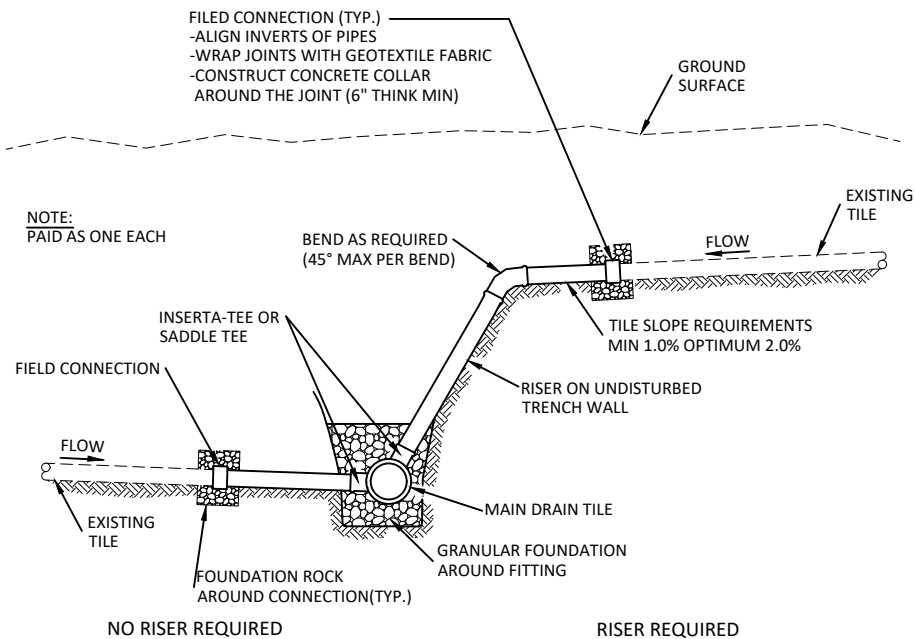 FILED CONNECTION (TYP.)
-ALIGN INVERTS OF PIPES
-WRAP JOINTS WITH GEOTEXTILE FABRIC
-CONSTRUCT CONCRETE COLLAR
AROUND THE JOINT (6" THINK MIN)
GROUND
SURFACE
EXISTING
TILE
NOTE:
PAID AS ONE EACH
BEND AS REQUIRED
(45° MAX PER BEND)
FLOW
INSERTA-TEE OR
SADDLE TEE
TILE SLOPE REQUIREMENTS
MIN 1.0% OPTIMUM 2.0%
FIELD CONNECTION
RISER ON UNDISTURBED
TRENCH WALL
FLOW
EXISTING
TILE
MAIN DRAIN TILE
GRANULAR FOUNDATION
AROUND FITTING
FOUNDATION ROCK
AROUND CONNECTION(TYP.)
NO RISER REQUIRED
RISER REQUIRED